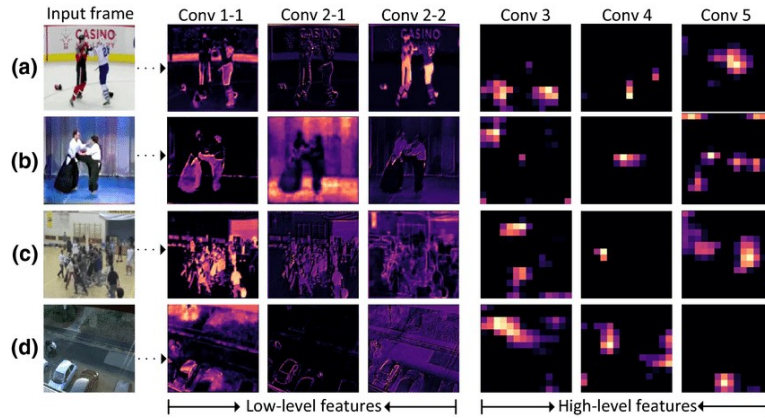 Input frame Conv 1-1 Conv 2-1 Conv 2-2 Conv 3 Conv 4 Conv 5
(a)
CASINO
(b)
(c)
(d)
Low-level features High-level features